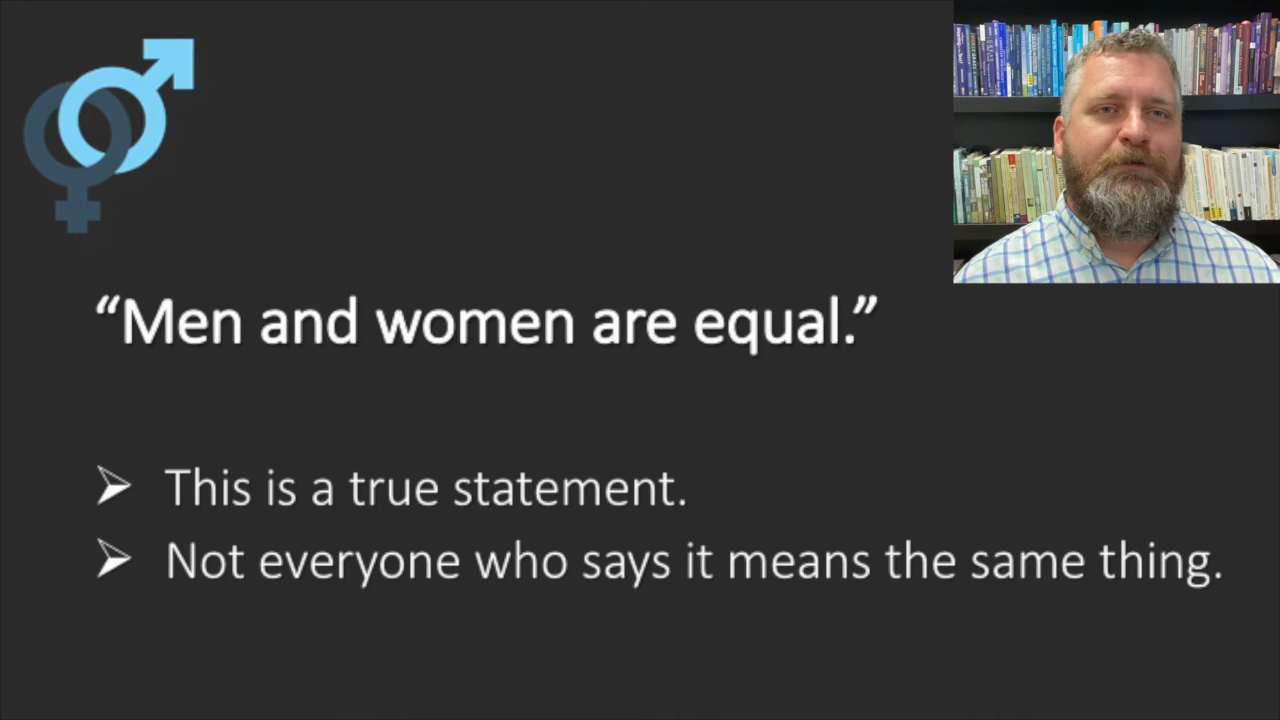 “Men and women are equal.”
This is a true statement.
Not everyone who says it means the same thing.